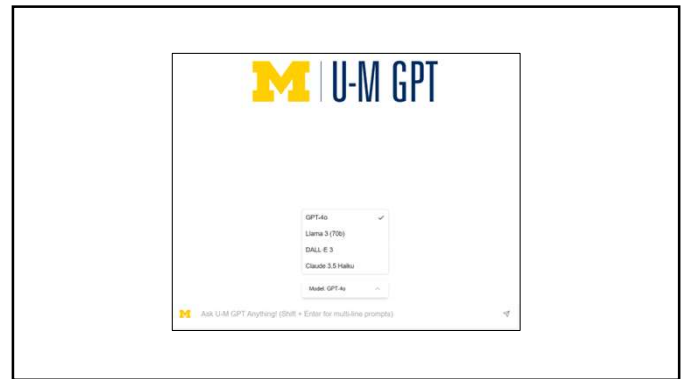 M | U-M GPT
GPT-4o
Llama 3 (70b)
DALL·E 3
Claude 3.5 Haiku
Model: GPT-4o
M Ask U-M GPT Anything! (Shift + Enter for multi-line prompts)